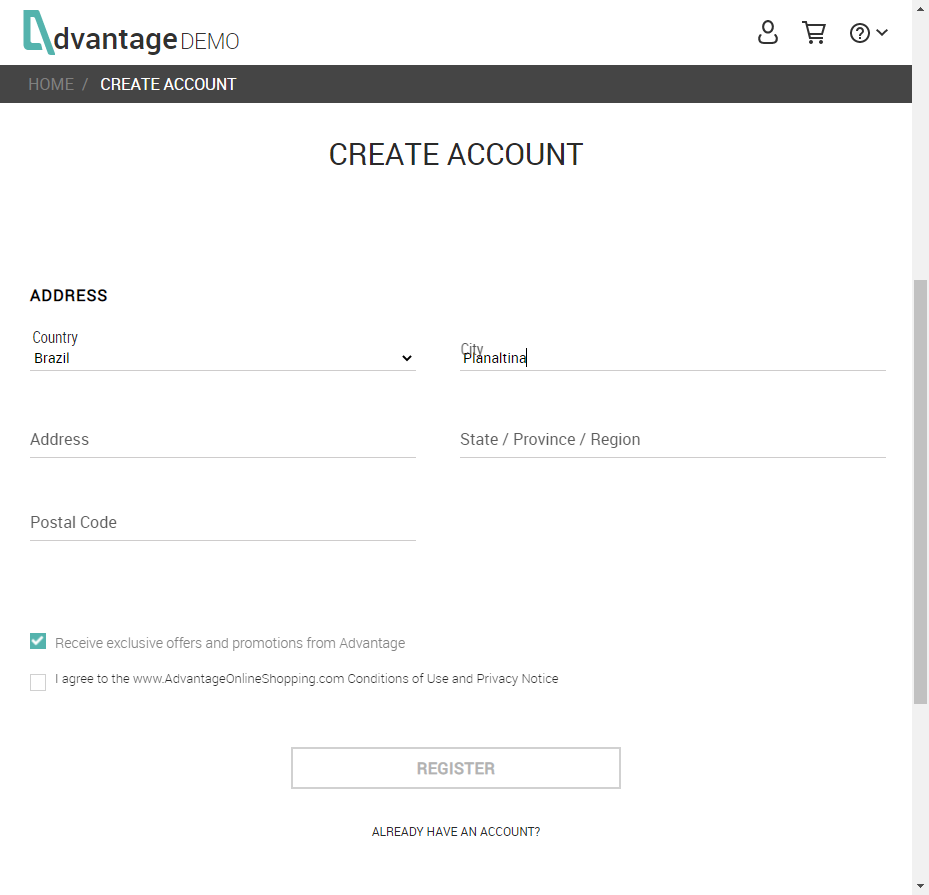 dvantage DEMO
HOME / CREATE ACCOUNT
CREATE ACCOUNT
ADDRESS
Country
Brazil
City
Planaltina
Address
State / Province / Region
Postal Code
Receive exclusive offers and promotions from Advantage
I agree to the www.AdvantageOnlineShopping.com Conditions of Use and Privacy Notice
REGISTER
ALREADY HAVE AN ACCOUNT?